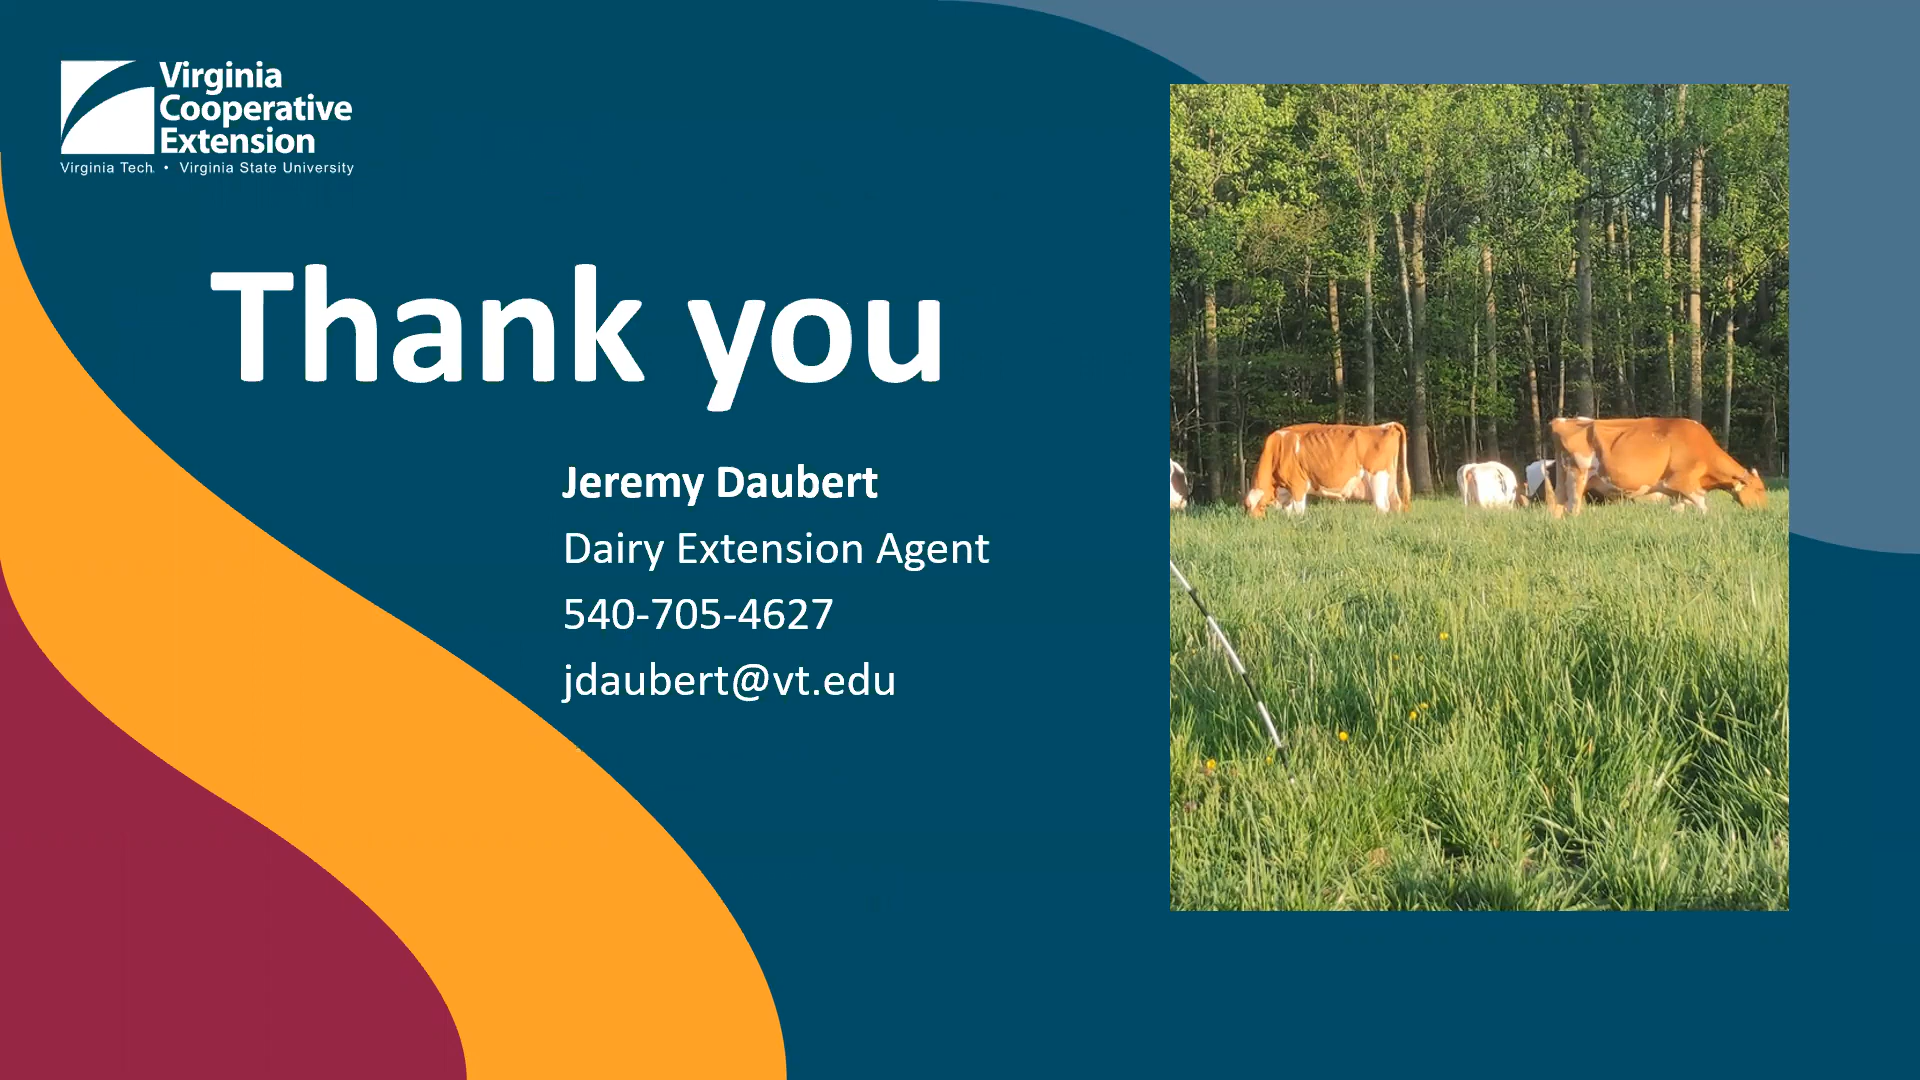 Virginia
Cooperative
Extension
Virginia Tech. • Virginia State University
Thank you
Jeremy Daubert
Dairy Extension Agent
540-705-4627
jdaubert@vt.edu